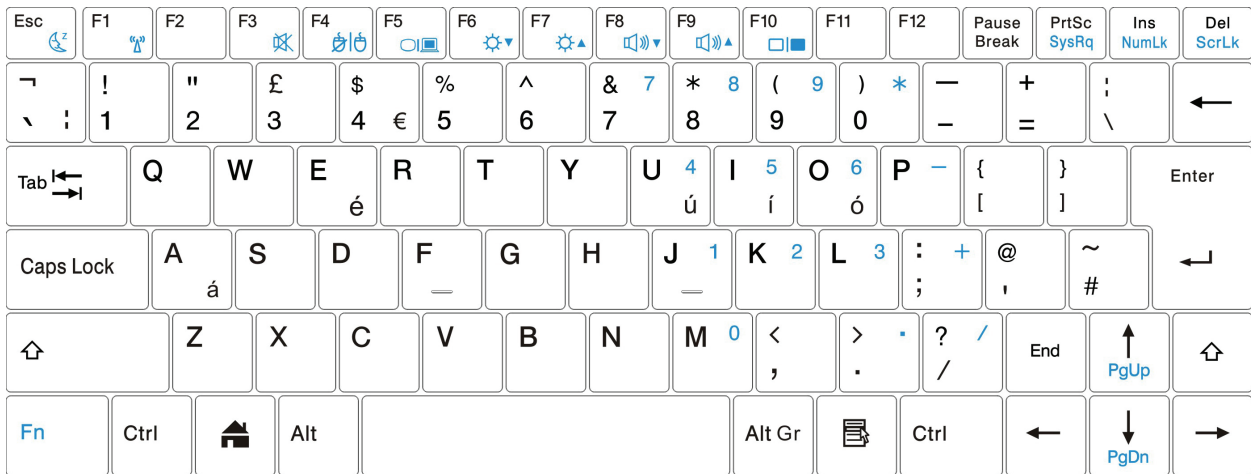 Esc F1 F2 F3 F4 F5 F6 F7 F8 F9 F10 F11 F12 Pause PrtSc Ins Del
Break SysRq NumLk ScrLk
¬ ! " £ $ % ^ & 7 * 8 ( 9 ) * — + ¦
` ¦ 1 2 3 4 € 5 6 7 8 9 0 - = \
Tab Q W E R T Y U 4 I 5 O 6 P - { } Enter
é ú í ó [ ]
Caps Lock A S D F G H J 1 K 2 L 3 : + @ ~
á ; ' #
Z X C V B N M 0 < > . ? / End
, . / PgUp
Fn Ctrl Alt Alt Gr Ctrl
PgDn